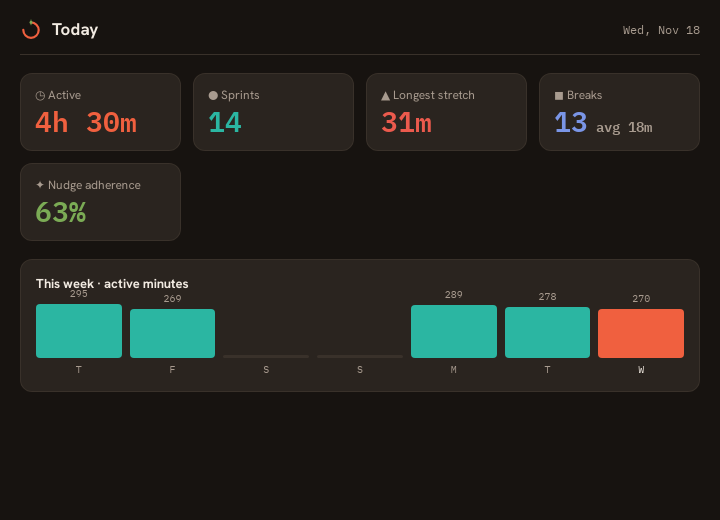 Today
Wed, Nov 18
Active
4h 30m
Sprints
14
Longest stretch
31m
Breaks
13 avg 18m
Nudge adherence
63%
This week · active minutes
295 269 289 278 270
T F S S M T W